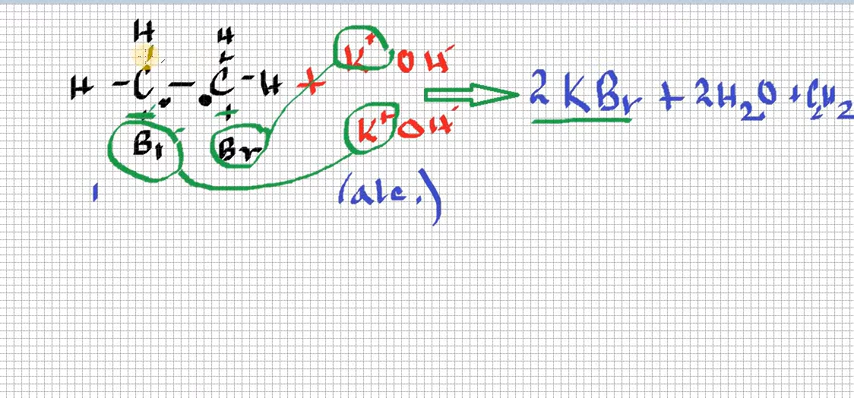 H H
H - C - C - H + K+ OH- → 2KBr + 2H2O + C2H2
Br Br K+ OH-
(alc.)